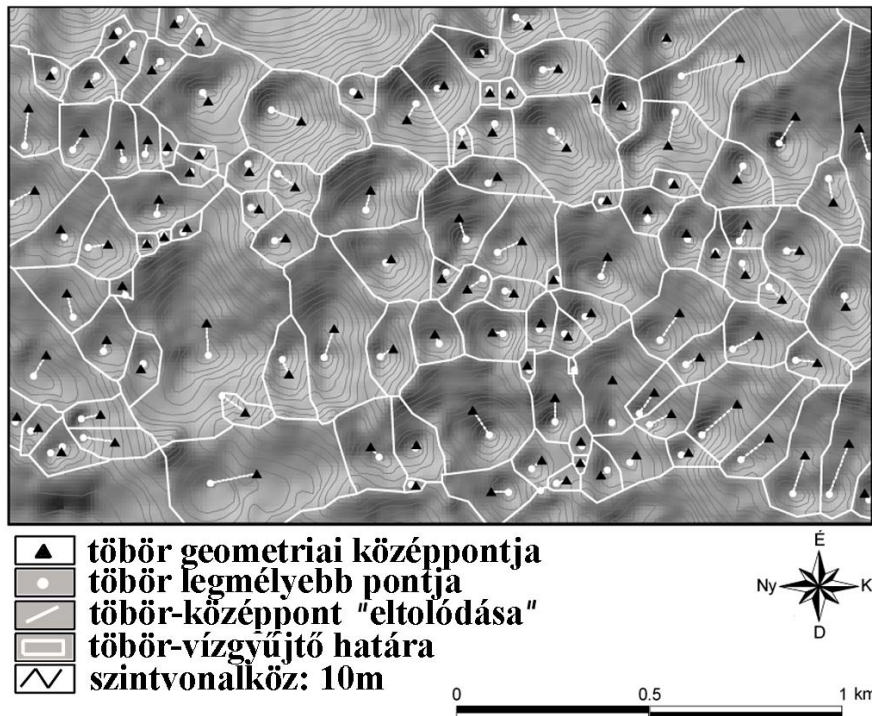 töbör geometriai középpontja
töbör legmélyebb pontja
töbör-középpont "eltolódása"
töbör-vízgyűjtő határa
szintvonalköz: 10m
É
Ny
K
D
0
0.5
1 km